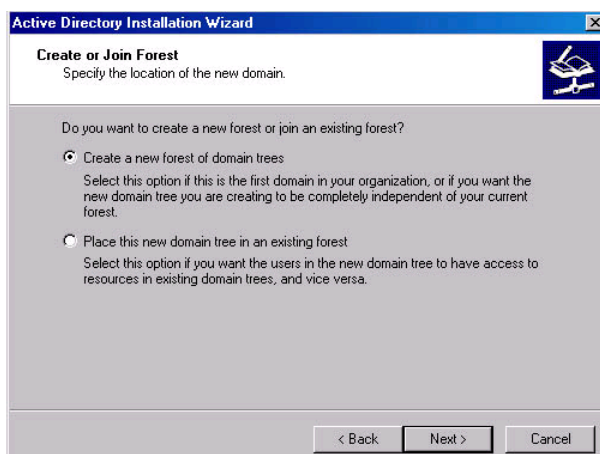 Active Directory Installation Wizard
Create or Join Forest
Specify the location of the new domain.
Do you want to create a new forest or join an existing forest?
Create a new forest of domain trees
Select this option if this is the first domain in your organization, or if you want the
new domain tree you are creating to be completely independent of your current
forest.
Place this new domain tree in an existing forest
Select this option if you want the users in the new domain tree to have access to
resources in existing domain trees, and vice versa.
< Back Next > Cancel